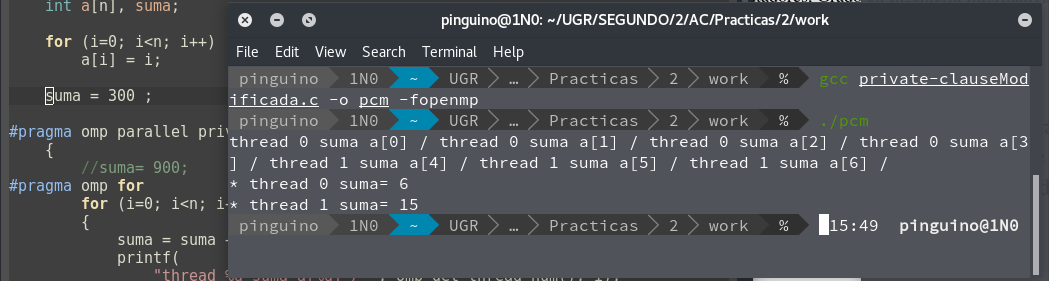 int a[n], suma;
for (i=0; i<n; i++)
a[i] = i;
suma = 300 ;
#pragma omp parallel
{
//suma= 900;
#pragma omp for
for (i=0; i<n;
{
suma = suma
printf(
"thread
pinguino@1N0: ~/UGR/SEGUNDO/2/AC/Practicas/2/work
File Edit View Search Terminal Help
pinguino 1N0 ~ UGR … Practicas 2 work % gcc private-clauseMod
ificada.c -o pcm -fopenmp
pinguino 1N0 ~ UGR … Practicas 2 work % ./pcm
thread 0 suma a[0] / thread 0 suma a[1] / thread 0 suma a[2] / thread 0 suma a[3
] / thread 1 suma a[4] / thread 1 suma a[5] / thread 1 suma a[6] /
* thread 0 suma= 6
* thread 1 suma= 15
pinguino 1N0 ~ UGR … Practicas 2 work % 15:49 pinguino@1N0